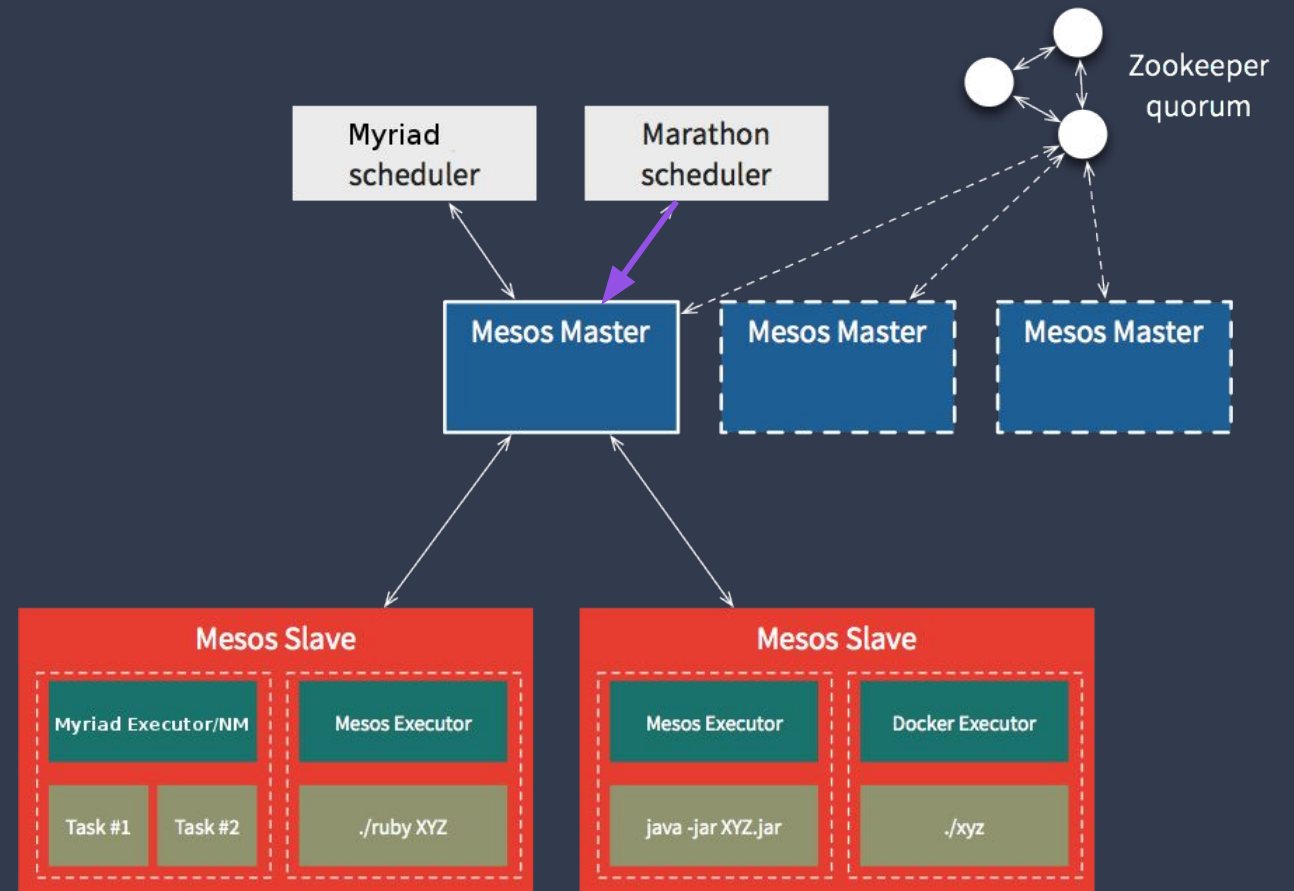 Zookeeper
quorum
Myriad
scheduler
Marathon
scheduler
Mesos Master
Mesos Master
Mesos Master
Mesos Slave
Myriad Executor/NM
Mesos Executor
Task #1
Task #2
./ruby XYZ
Mesos Slave
Mesos Executor
Docker Executor
java -jar XYZ.jar
./xyz